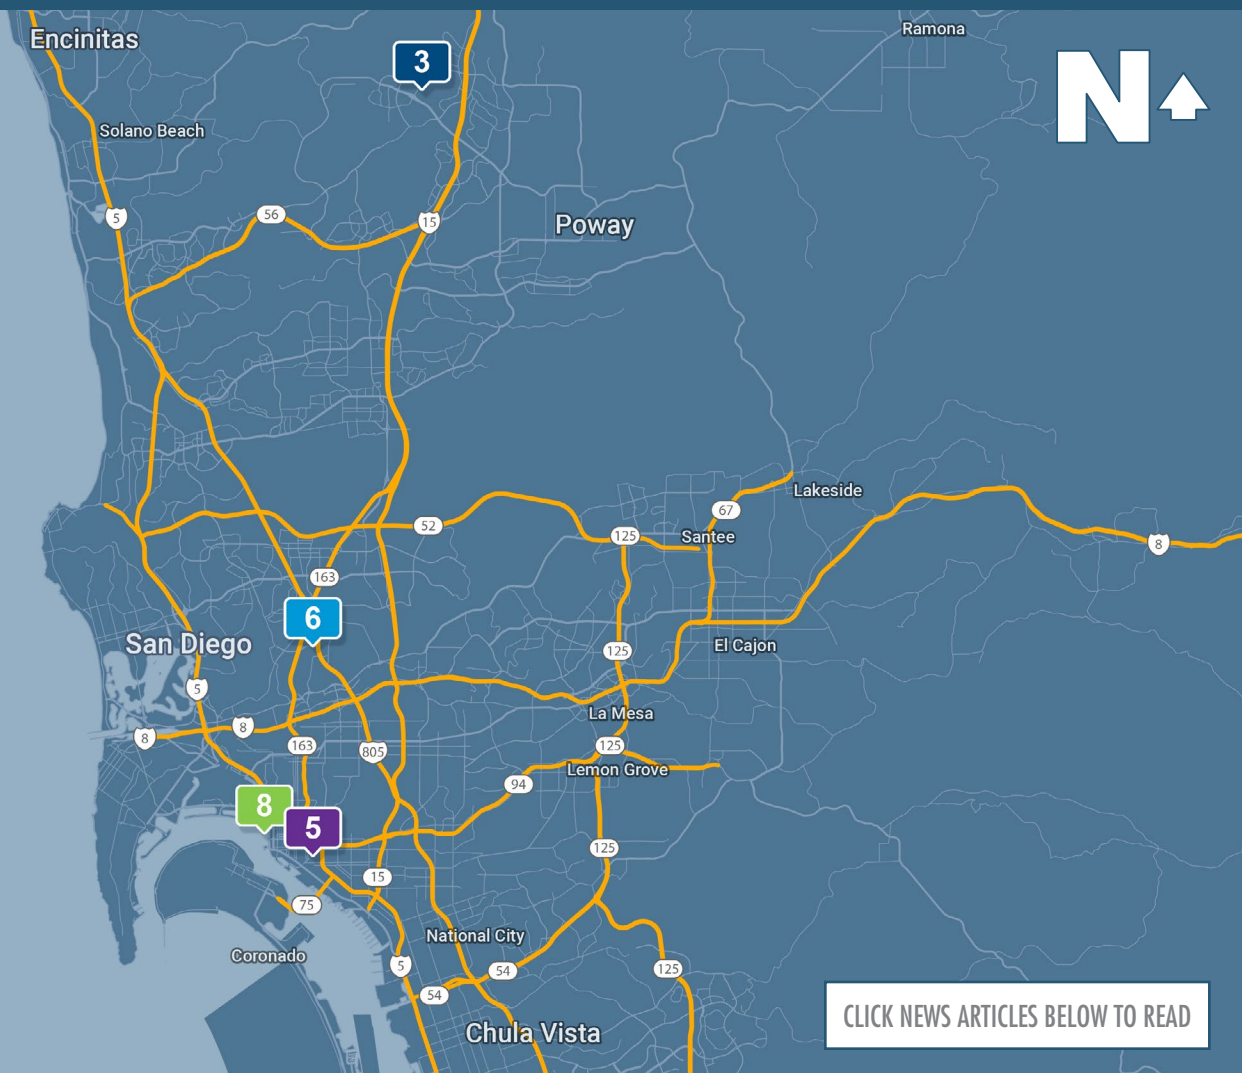 Encinitas
3
Ramona
N
Solano Beach
5
56
15
Poway
Lakeside
67
52
125
Santee
8
163
6
San Diego
125
El Cajon
5
La Mesa
8
8
163
805
125
Lemon Grove
94
8
5
125
15
75
National City
Coronado
5
54
125
54
CLICK NEWS ARTICLES BELOW TO READ
Chula Vista